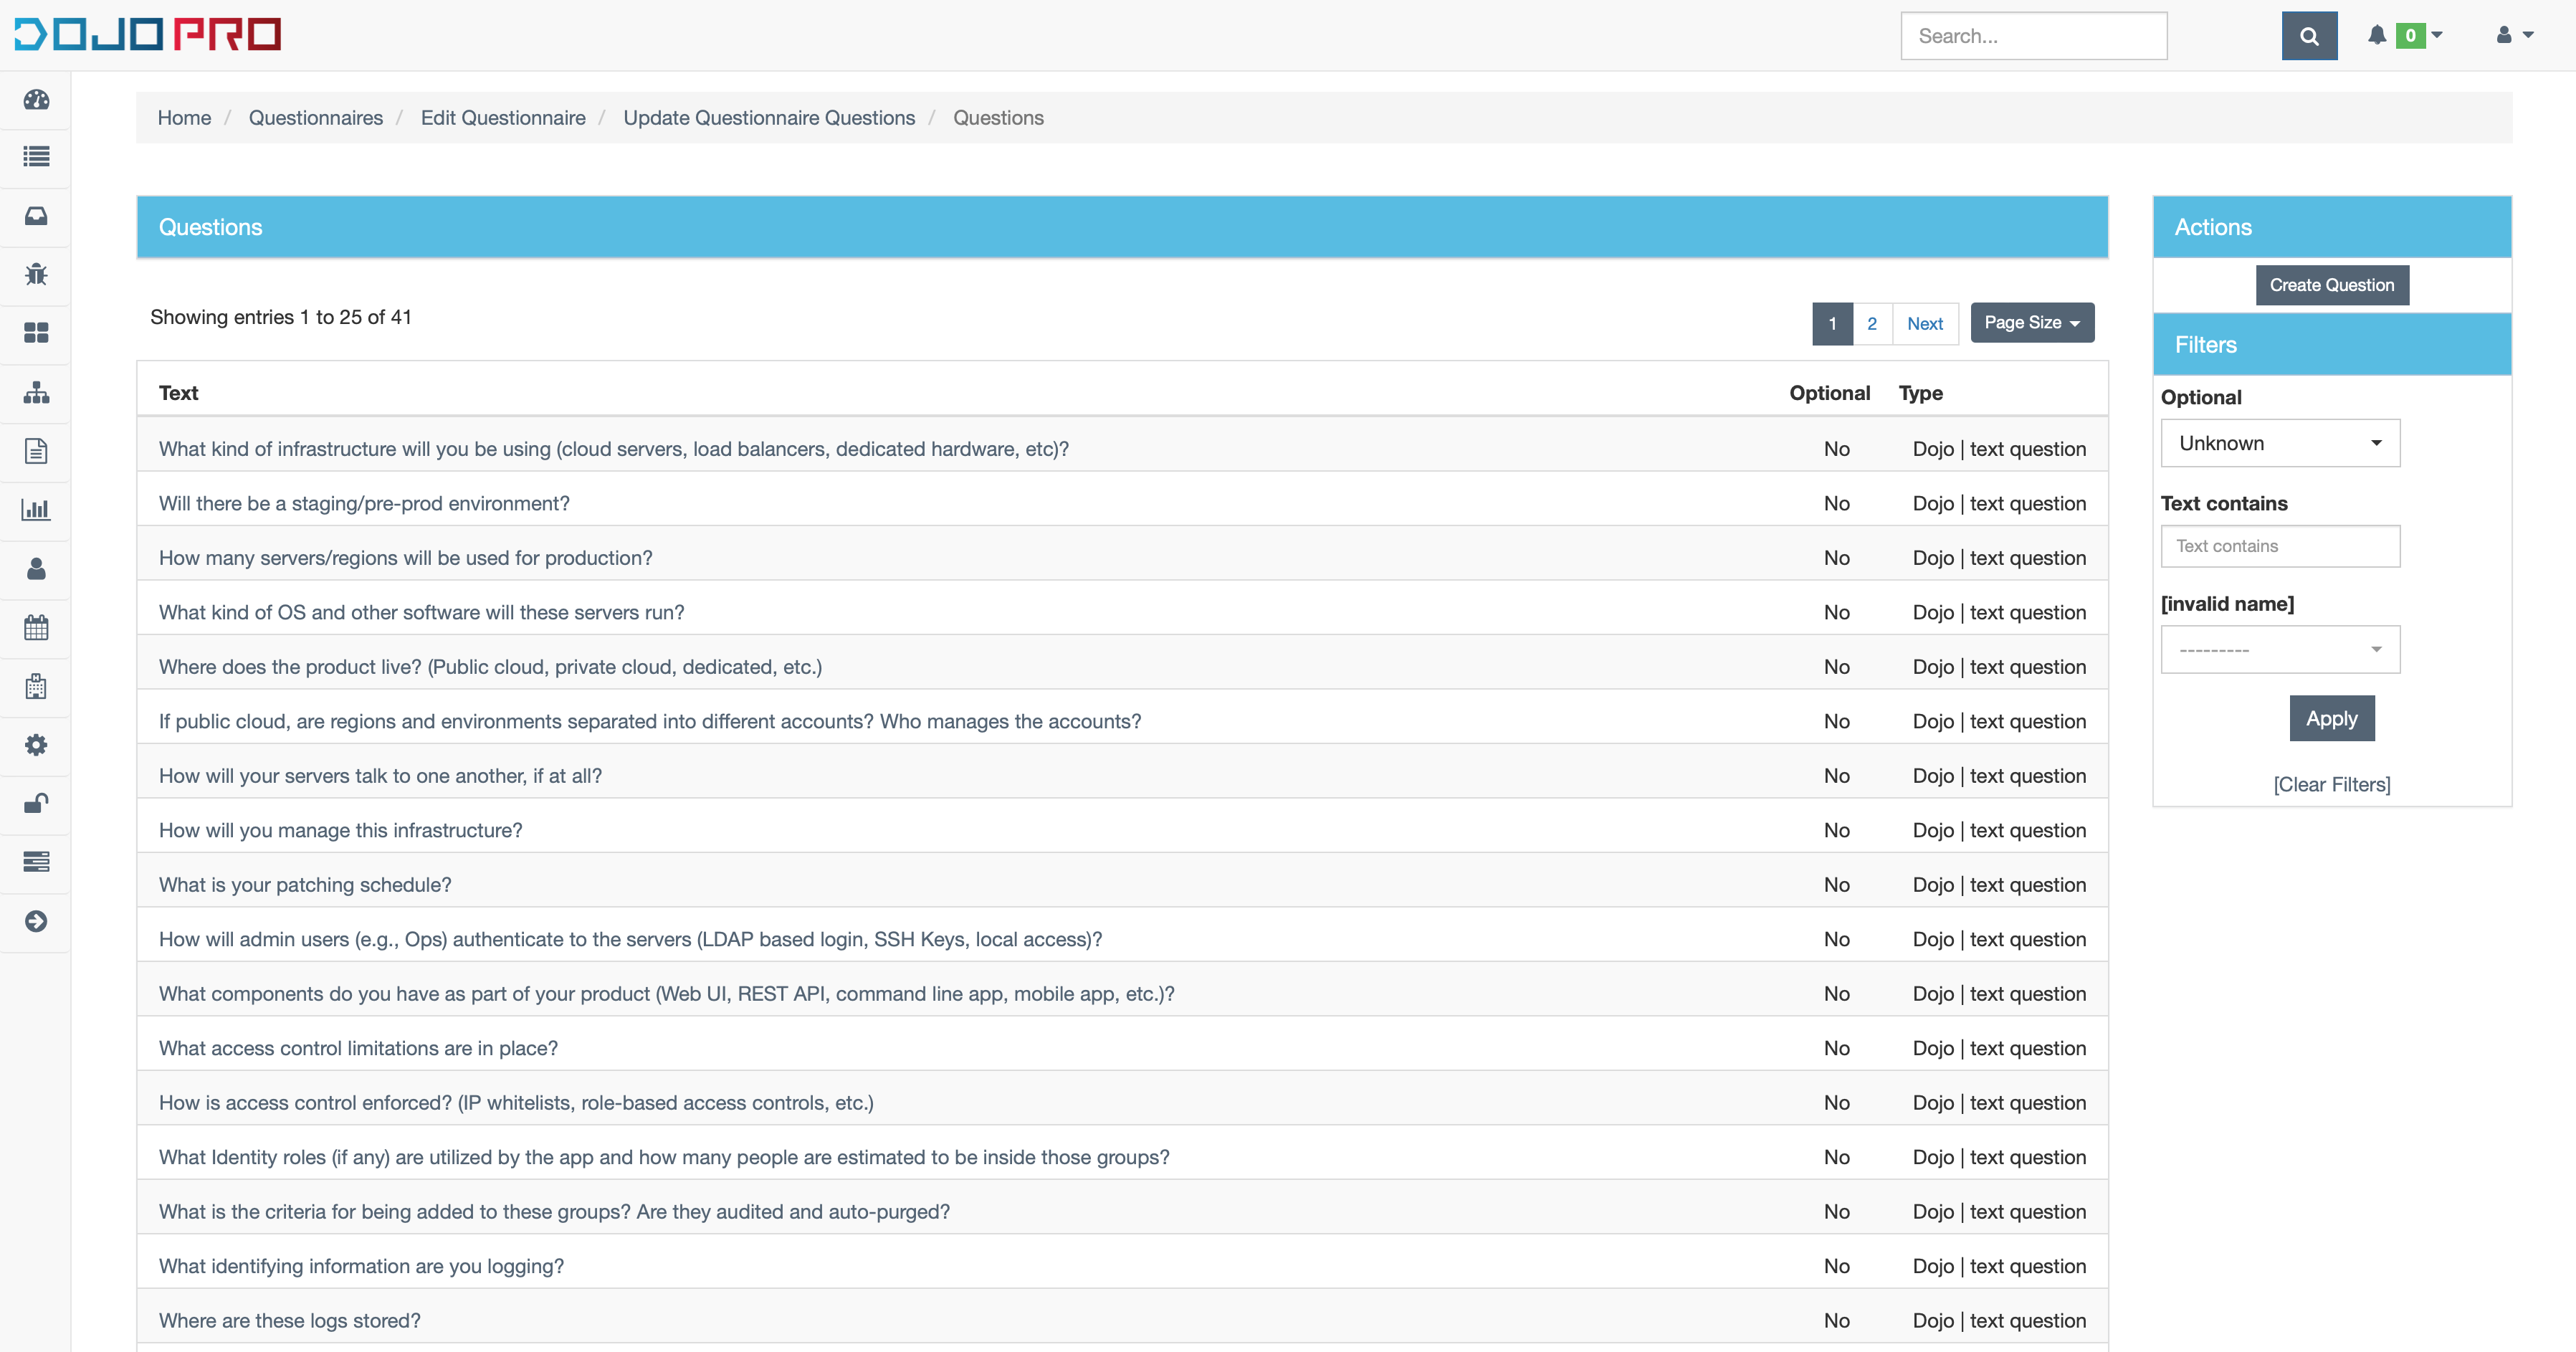 DOJO PRO
Search...
0
Home / Questionnaires / Edit Questionnaire / Update Questionnaire Questions / Questions
Questions
Showing entries 1 to 25 of 41
1 2 Next Page Size
Text Optional Type
What kind of infrastructure will you be using (cloud servers, load balancers, dedicated hardware, etc)? No Dojo | text question
Will there be a staging/pre-prod environment? No Dojo | text question
How many servers/regions will be used for production? No Dojo | text question
What kind of OS and other software will these servers run? No Dojo | text question
Where does the product live? (Public cloud, private cloud, dedicated, etc.) No Dojo | text question
If public cloud, are regions and environments separated into different accounts? Who manages the accounts? No Dojo | text question
How will your servers talk to one another, if at all? No Dojo | text question
How will you manage this infrastructure? No Dojo | text question
What is your patching schedule? No Dojo | text question
How will admin users (e.g., Ops) authenticate to the servers (LDAP based login, SSH Keys, local access)? No Dojo | text question
What components do you have as part of your product (Web UI, REST API, command line app, mobile app, etc.)? No Dojo | text question
What access control limitations are in place? No Dojo | text question
How is access control enforced? (IP whitelists, role-based access controls, etc.) No Dojo | text question
What Identity roles (if any) are utilized by the app and how many people are estimated to be inside those groups? No Dojo | text question
What is the criteria for being added to these groups? Are they audited and auto-purged? No Dojo | text question
What identifying information are you logging? No Dojo | text question
Where are these logs stored? No Dojo | text question
Actions
Create Question
Filters
Optional
Unknown
Text contains
Text contains
[invalid name]
---------
Apply
[Clear Filters]